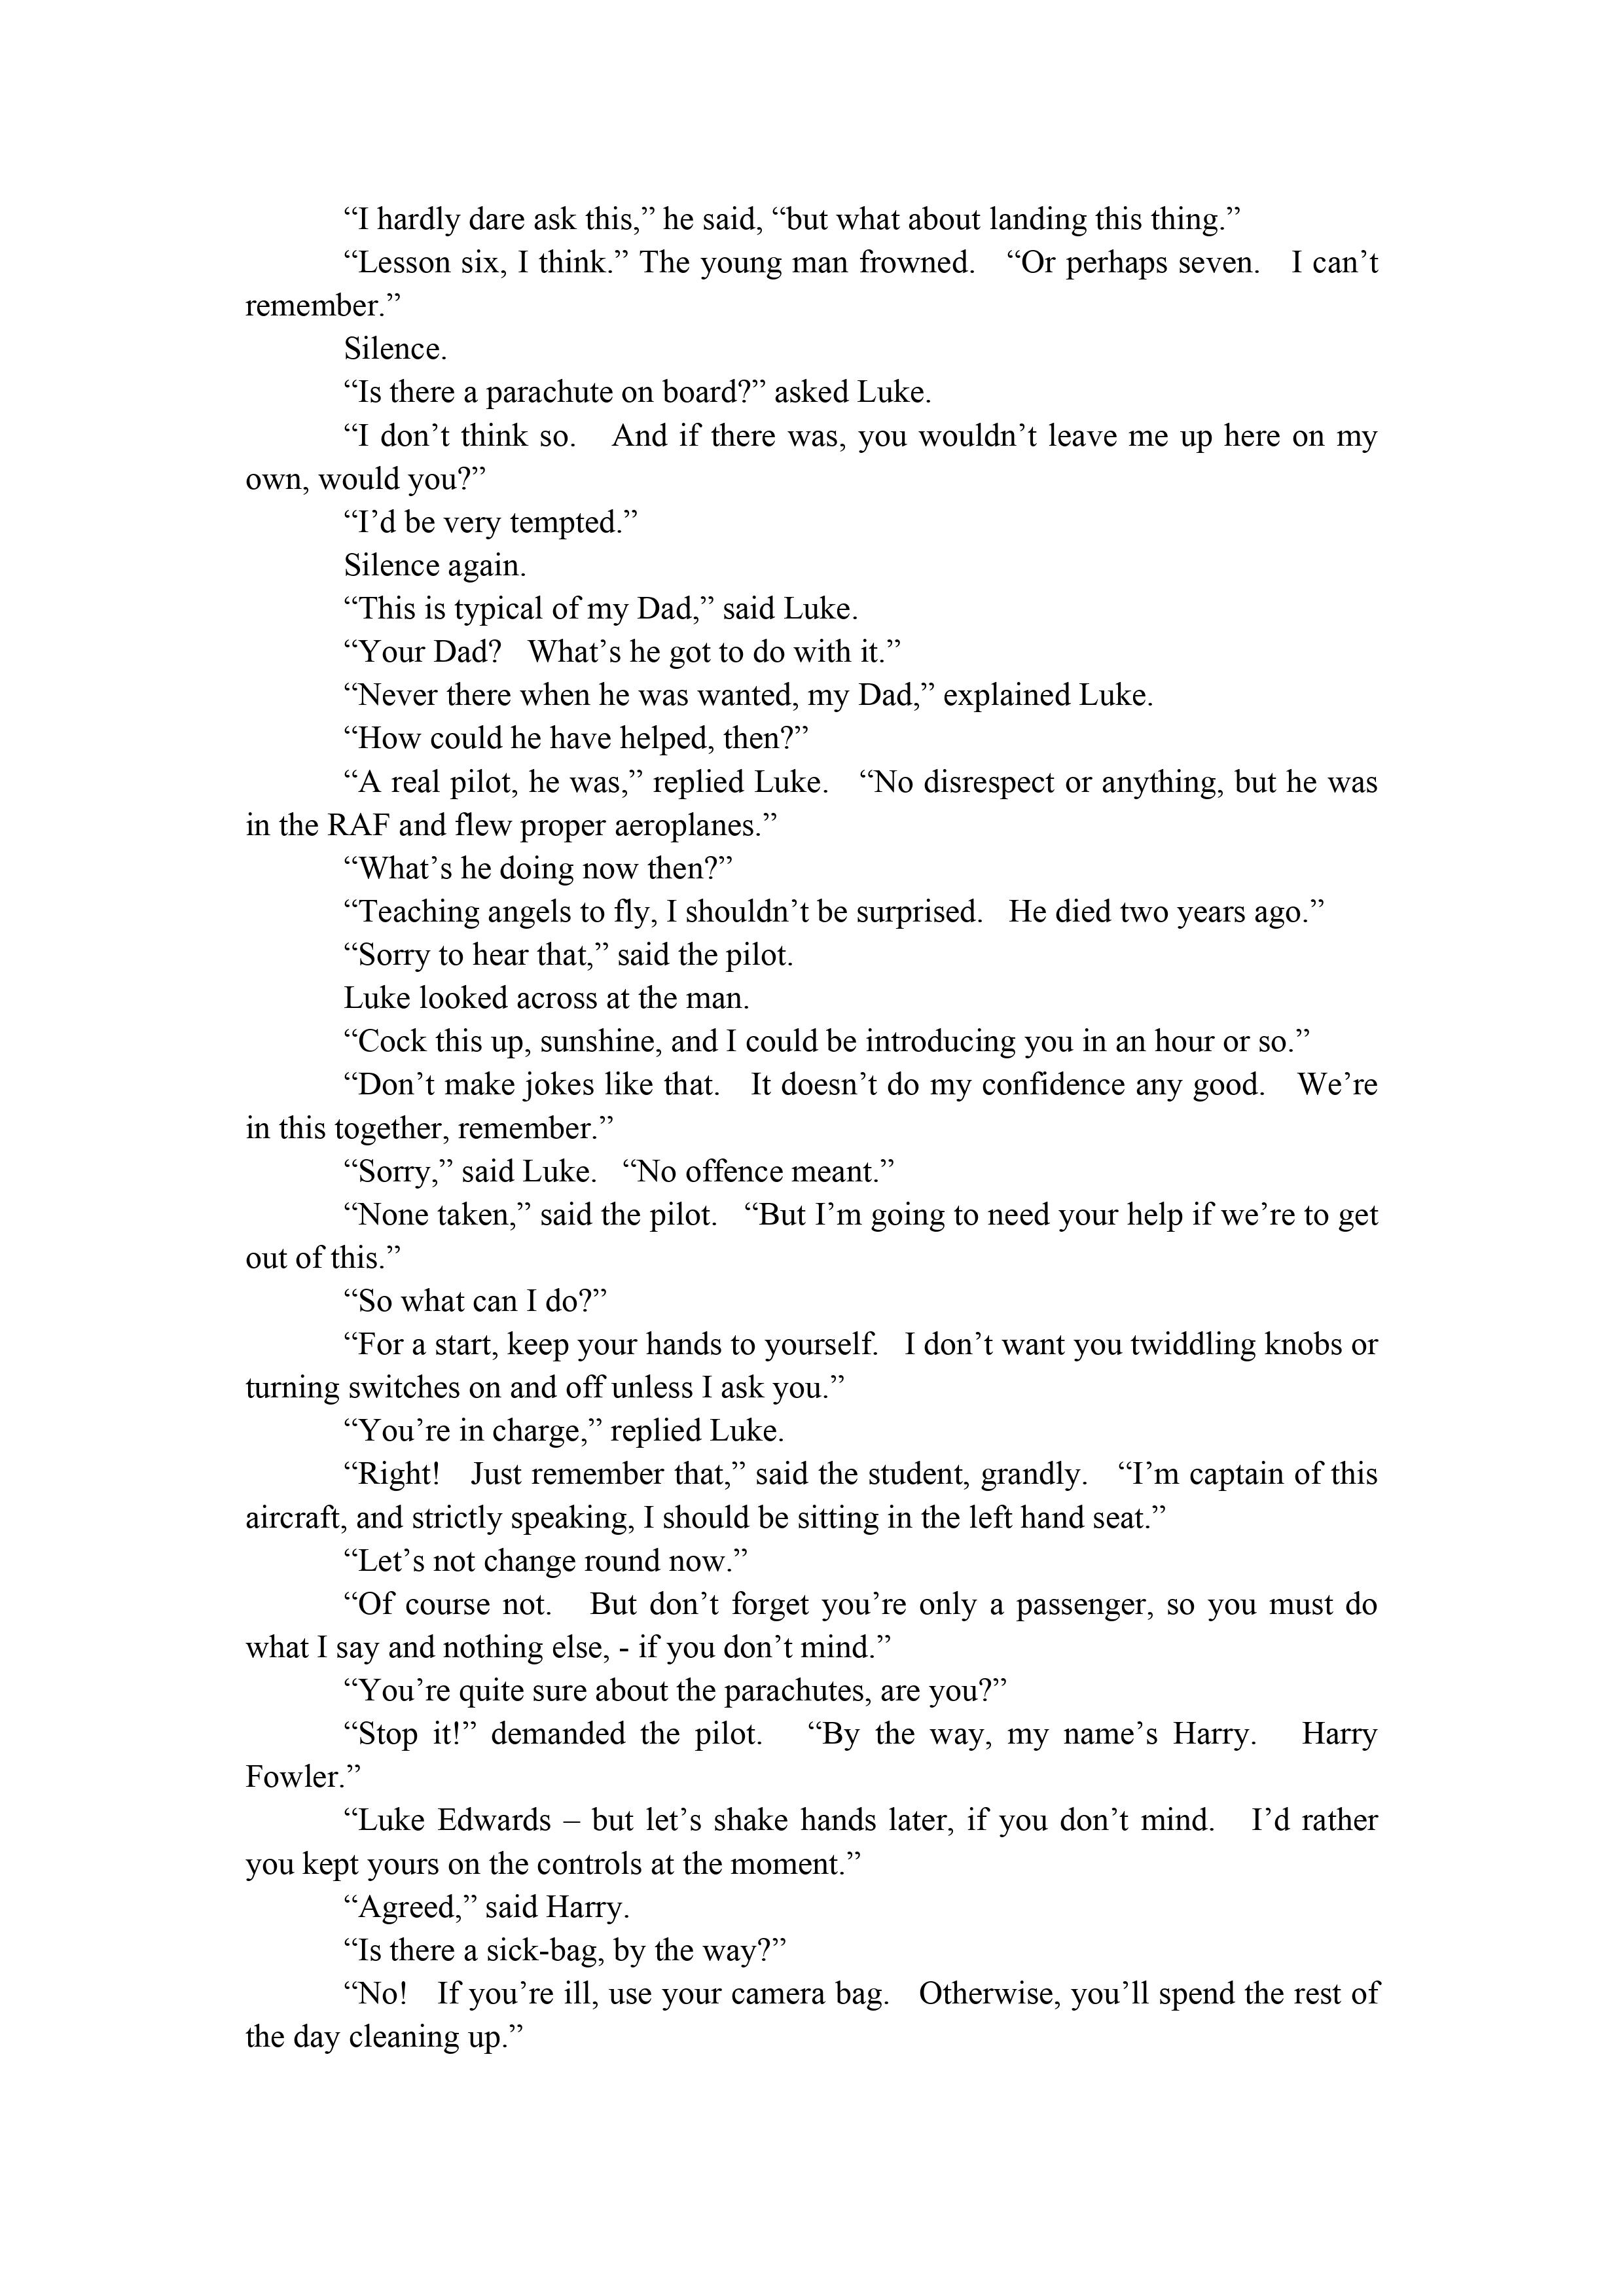 “I hardly dare ask this,” he said, “but what about landing this thing.”
“Lesson six, I think.” The young man frowned. “Or perhaps seven. I can’t
remember.”
Silence.
“Is there a parachute on board?” asked Luke.
“I don’t think so. And if there was, you wouldn’t leave me up here on my
own, would you?”
“I’d be very tempted.”
Silence again.
“This is typical of my Dad,” said Luke.
“Your Dad? What’s he got to do with it.”
“Never there when he was wanted, my Dad,” explained Luke.
“How could he have helped, then?”
“A real pilot, he was,” replied Luke. “No disrespect or anything, but he was
in the RAF and flew proper aeroplanes.”
“What’s he doing now then?”
“Teaching angels to fly, I shouldn’t be surprised. He died two years ago.”
“Sorry to hear that,” said the pilot.
Luke looked across at the man.
“Cock this up, sunshine, and I could be introducing you in an hour or so.”
“Don’t make jokes like that. It doesn’t do my confidence any good. We’re
in this together, remember.”
“Sorry,” said Luke. “No offence meant.”
“None taken,” said the pilot. “But I’m going to need your help if we’re to get
out of this.”
“So what can I do?”
“For a start, keep your hands to yourself. I don’t want you twiddling knobs or
turning switches on and off unless I ask you.”
“You’re in charge,” replied Luke.
“Right! Just remember that,” said the student, grandly. “I’m captain of this
aircraft, and strictly speaking, I should be sitting in the left hand seat.”
“Let’s not change round now.”
“Of course not. But don’t forget you’re only a passenger, so you must do
what I say and nothing else, - if you don’t mind.”
“You’re quite sure about the parachutes, are you?”
“Stop it!” demanded the pilot. “By the way, my name’s Harry. Harry
Fowler.”
“Luke Edwards – but let’s shake hands later, if you don’t mind. I’d rather
you kept yours on the controls at the moment.”
“Agreed,” said Harry.
“Is there a sick-bag, by the way?”
“No! If you’re ill, use your camera bag. Otherwise, you’ll spend the rest of
the day cleaning up.”